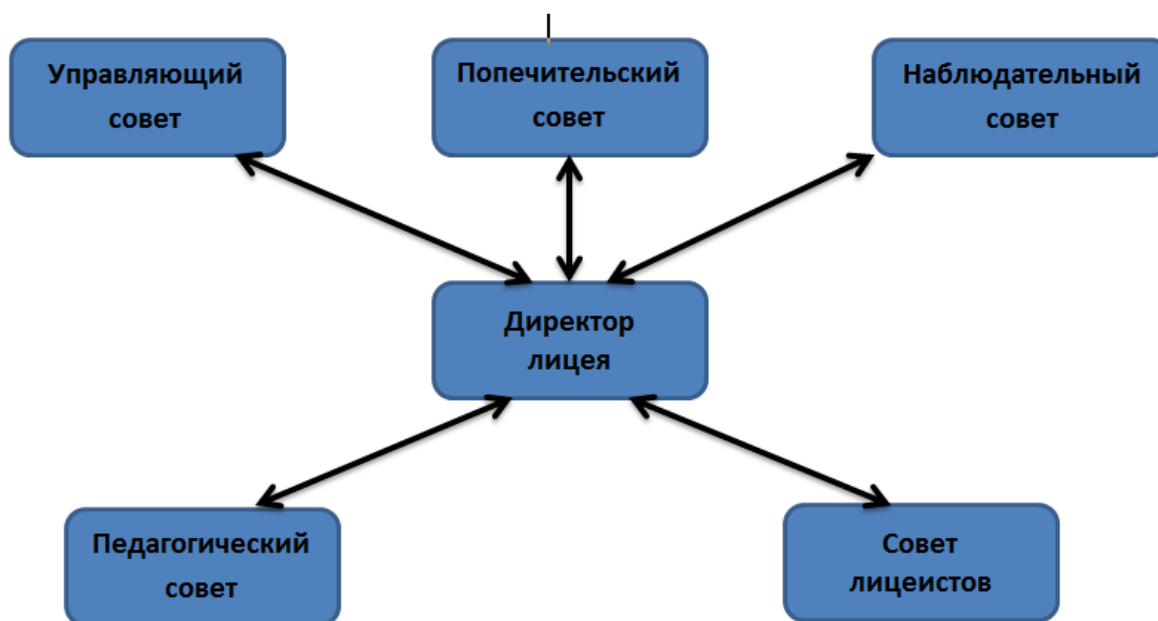 Управляющий
совет
Попечительский
совет
Наблюдательный
совет
Директор
лицея
Педагогический
совет
Совет
лицеистов